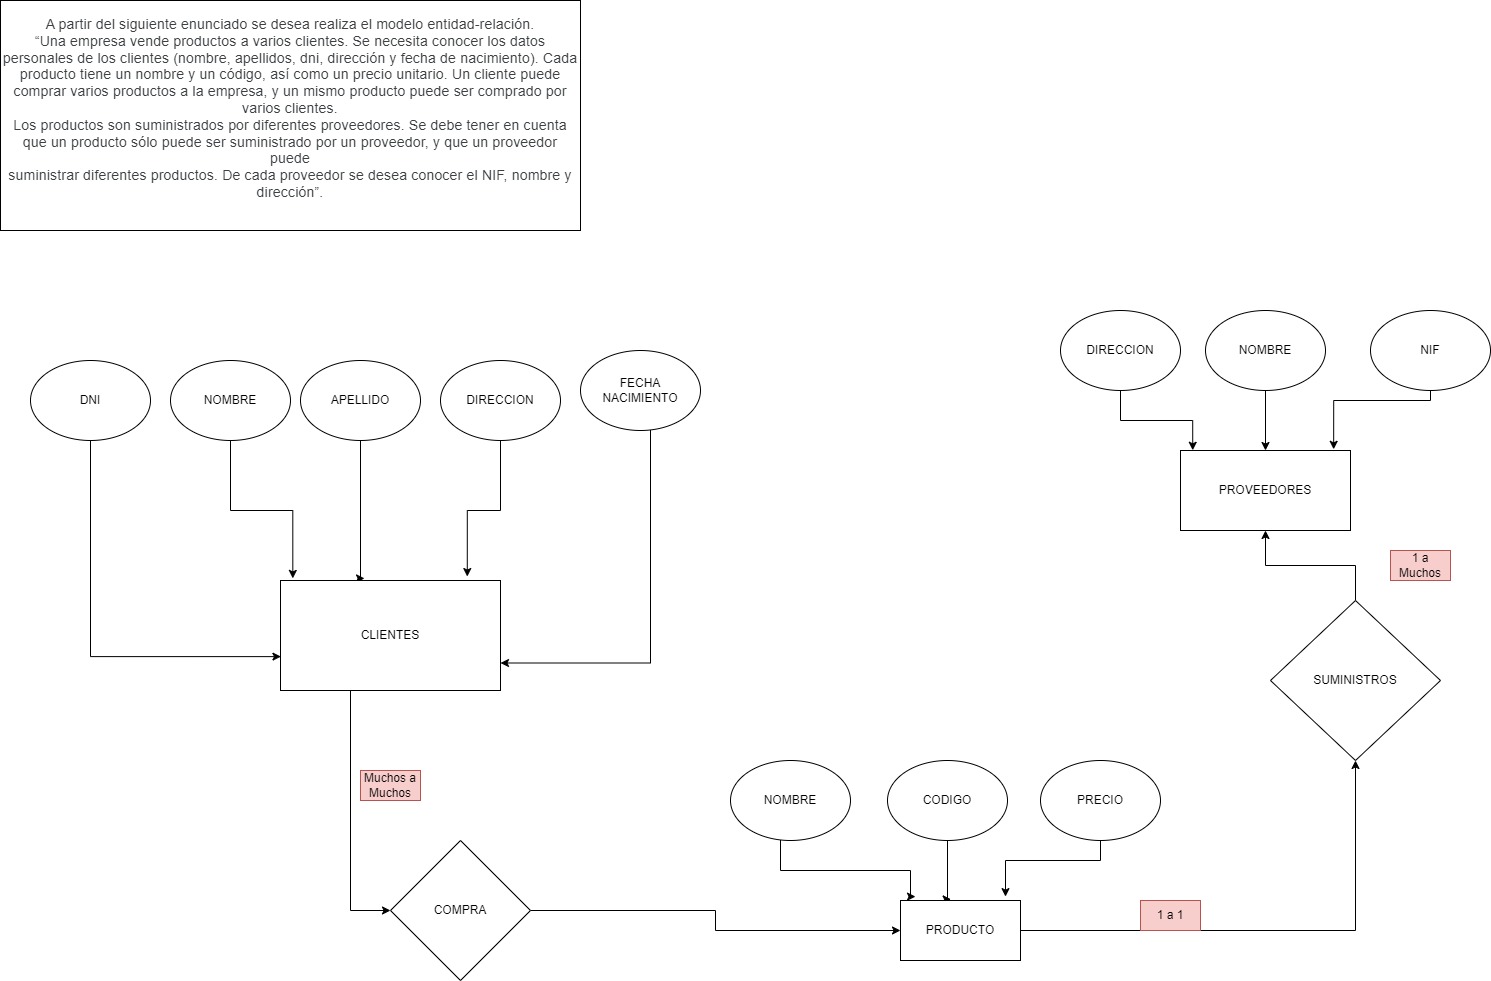 A partir del siguiente enunciado se desea realiza el modelo entidad-relación.
“Una empresa vende productos a varios clientes. Se necesita conocer los datos
personales de los clientes (nombre, apellidos, dni, dirección y fecha de nacimiento). Cada
producto tiene un nombre y un código, así como un precio unitario. Un cliente puede
comprar varios productos a la empresa, y un mismo producto puede ser comprado por
varios clientes.
Los productos son suministrados por diferentes proveedores. Se debe tener en cuenta
que un producto sólo puede ser suministrado por un proveedor, y que un proveedor
puede
suministrar diferentes productos. De cada proveedor se desea conocer el NIF, nombre y
dirección”.
DIRECCION
NOMBRE
NIF
DNI
NOMBRE
APELLIDO
DIRECCION
FECHA
NACIMIENTO
PROVEEDORES
1 a
Muchos
CLIENTES
SUMINISTROS
Muchos a
Muchos
NOMBRE
CODIGO
PRECIO
COMPRA
PRODUCTO
1 a 1